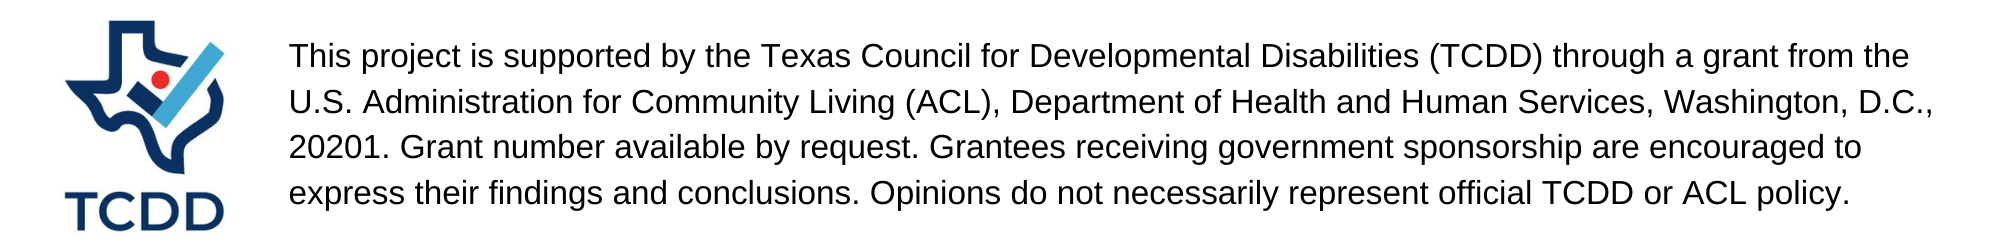 This project is supported by the Texas Council for Developmental Disabilities (TCDD) through a grant from the
U.S. Administration for Community Living (ACL), Department of Health and Human Services, Washington, D.C.,
20201. Grant number available by request. Grantees receiving government sponsorship are encouraged to
express their findings and conclusions. Opinions do not necessarily represent official TCDD or ACL policy.
TCDD